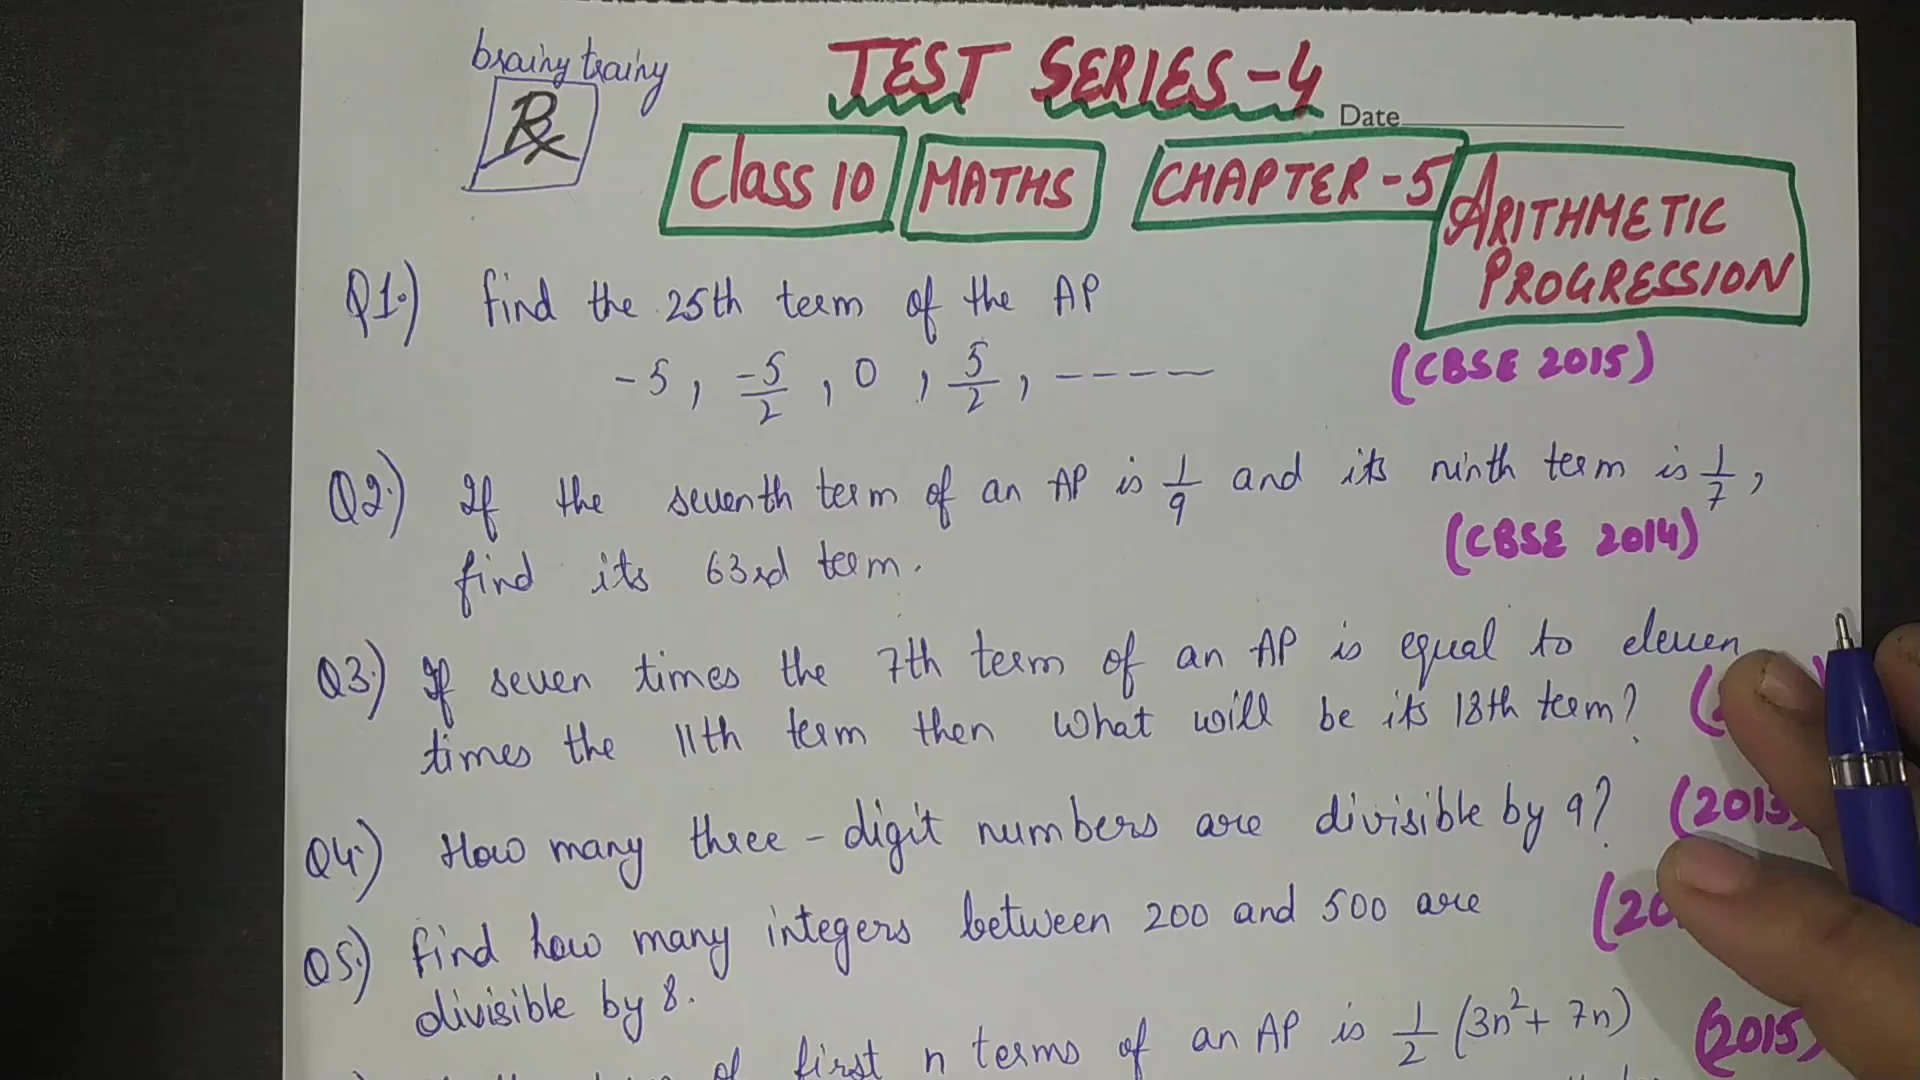 brainy trainy
Rx
TEST SERIES-4
Date
Class 10 MATHS CHAPTER-5 ARITHMETIC
PROGRESSION
Q1.) find the 25th term of the AP
-5, -5/2, 0, 5/2, -----
(CBSE 2015)
Q2.) If the seventh term of an AP is 1/9 and its ninth term is 1/7,
find its 63rd term.
(CBSE 2014)
Q3.) If seven times the 7th term of an AP is equal to eleven
times the 11th term then what will be its 18th term?
Q4.) How many three-digit numbers are divisible by 9? (2013
Q5.) find how many integers between 200 and 500 are (20
divisible by 8.
of first n terms of an AP is 1/2 (3n²+7n) (2015)